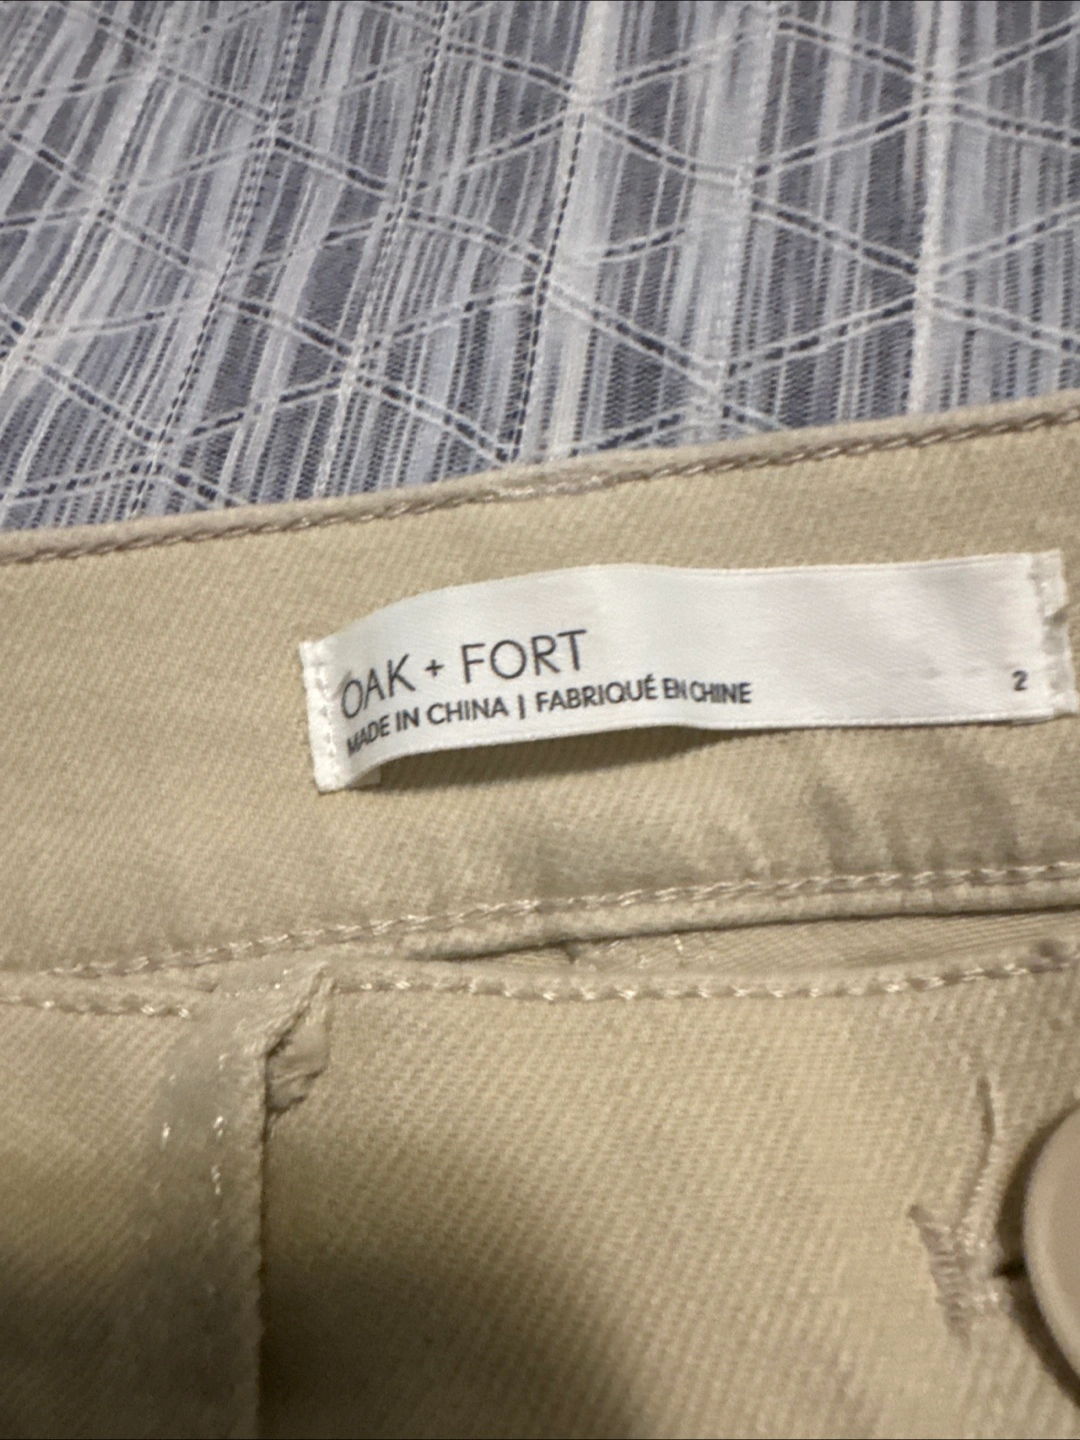 OAK + FORT
MADE IN CHINA | FABRIQUÉ EN CHINE
2